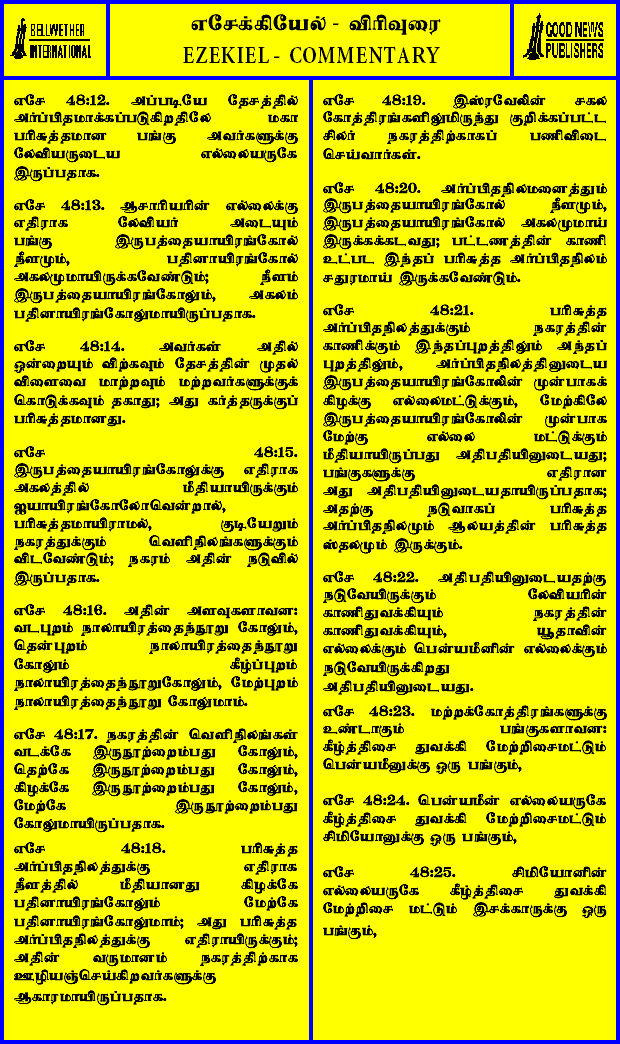 BELLWETHER
INTERNATIONAL
எசேக்கியேல் - விரிவுரை
EZEKIEL - COMMENTARY
GOOD NEWS
PUBLISHERS
எசே 48:12. அப்படியே தேசத்தில்
அர்ப்பிதமாக்கப்படுகிறதிலே மகா
பரிசுத்தமான பங்கு அவர்களுக்கு
லேவியருடைய எல்லையருகே
இருப்பதாக.
எசே 48:13. ஆசாரியரின் எல்லைக்கு
எதிராக லேவியர் அடையும்
பங்கு இருபத்தையாயிரங்கோல்
நீளமும், பதினாயிரங்கோல்
அகலமுமாயிருக்கவேண்டும்; நீளம்
இருபத்தையாயிரங்கோலும், அகலம்
பதினாயிரங்கோலுமாயிருப்பதாக.
எசே 48:14. அவர்கள் அதில்
ஒன்றையும் விற்கவும் தேசத்தின் முதல்
விளைவை மாற்றவும் மற்றவர்களுக்குக்
கொடுக்கவும் தகாது; அது கர்த்தருக்குப்
பரிசுத்தமானது.
எசே 48:15.
இருபத்தையாயிரங்கோலுக்கு எதிராக
அகலத்தில் மீதியாயிருக்கும்
ஐயாயிரங்கோலோவென்றால்,
பரிசுத்தமாயிராமல், குடியேறும்
நகரத்துக்கும் வெளிநிலங்களுக்கும்
விடவேண்டும்; நகரம் அதின் நடுவில்
இருப்பதாக.
எசே 48:16. அதின் அளவுகளாவன:
வடபுறம் நாலாயிரத்தைந்நூறு கோலும்,
தென்புறம் நாலாயிரத்தைந்நூறு
கோலும் கீழ்ப்புறம்
நாலாயிரத்தைந்நூறுகோலும், மேற்புறம்
நாலாயிரத்தைந்நூறு கோலுமாம்.
எசே 48:17. நகரத்தின் வெளிநிலங்கள்
வடக்கே இருநூற்றைம்பது கோலும்,
தெற்கே இருநூற்றைம்பது கோலும்,
கிழக்கே இருநூற்றைம்பது கோலும்,
மேற்கே இருநூற்றைம்பது
கோலுமாயிருப்பதாக.
எசே 48:18. பரிசுத்த
அர்ப்பிதநிலத்துக்கு எதிராக
நீளத்தில் மீதியானது கிழக்கே
பதினாயிரங்கோலும் மேற்கே
பதினாயிரங்கோலுமாம்; அது பரிசுத்த
அர்ப்பிதநிலத்துக்கு எதிராயிருக்கும்;
அதின் வருமானம் நகரத்திற்காக
ஊழியஞ்செய்கிறவர்களுக்கு
ஆகாரமாயிருப்பதாக.
எசே 48:19. இஸ்ரவேலின் சகல
கோத்திரங்களிலுமிருந்து குறிக்கப்பட்ட
சிலர் நகரத்திற்காகப் பணிவிடை
செய்வார்கள்.
எசே 48:20. அர்ப்பிதநிலமனைத்தும்
இருபத்தையாயிரங்கோல் நீளமும்,
இருபத்தையாயிரங்கோல் அகலமுமாய்
இருக்கக்கடவது; பட்டணத்தின் காணி
உட்பட இந்தப் பரிசுத்த அர்ப்பிதநிலம்
சதுரமாய் இருக்கவேண்டும்.
எசே 48:21. பரிசுத்த
அர்ப்பிதநிலத்துக்கும் நகரத்தின்
காணிக்கும் இந்தப்புறத்திலும் அந்தப்
புறத்திலும், அர்ப்பிதநிலத்தினுடைய
இருபத்தையாயிரங்கோலின் முன்பாகக்
கிழக்கு எல்லைமட்டுக்கும், மேற்கிலே
இருபத்தையாயிரங்கோலின் முன்பாக
மேற்கு எல்லை மட்டுக்கும்
மீதியாயிருப்பது அதிபதியினுடையது;
பங்குகளுக்கு எதிரான
அது அதிபதியினுடையதாயிருப்பதாக;
அதற்கு நடுவாகப் பரிசுத்த
அர்ப்பிதநிலமும் ஆலயத்தின் பரிசுத்த
ஸ்தலமும் இருக்கும்.
எசே 48:22. அதிபதியினுடையதற்கு
நடுவேயிருக்கும் லேவியரின்
காணிதுவக்கியும் நகரத்தின்
காணிதுவக்கியும், யூதாவின்
எல்லைக்கும் பென்யமீனின் எல்லைக்கும்
நடுவேயிருக்கிறது
அதிபதியினுடையது.
எசே 48:23. மற்றக்கோத்திரங்களுக்கு
உண்டாகும் பங்குகளாவன:
கீழ்த்திசை துவக்கி மேற்றிசைமட்டும்
பென்யமீனுக்கு ஒரு பங்கும்,
எசே 48:24. பென்யமீன் எல்லையருகே
கீழ்த்திசை துவக்கி மேற்றிசைமட்டும்
சிமியோனுக்கு ஒரு பங்கும்,
எசே 48:25. சிமியோனின்
எல்லையருகே கீழ்த்திசை துவக்கி
மேற்றிசை மட்டும் இசக்காருக்கு ஒரு
பங்கும்,